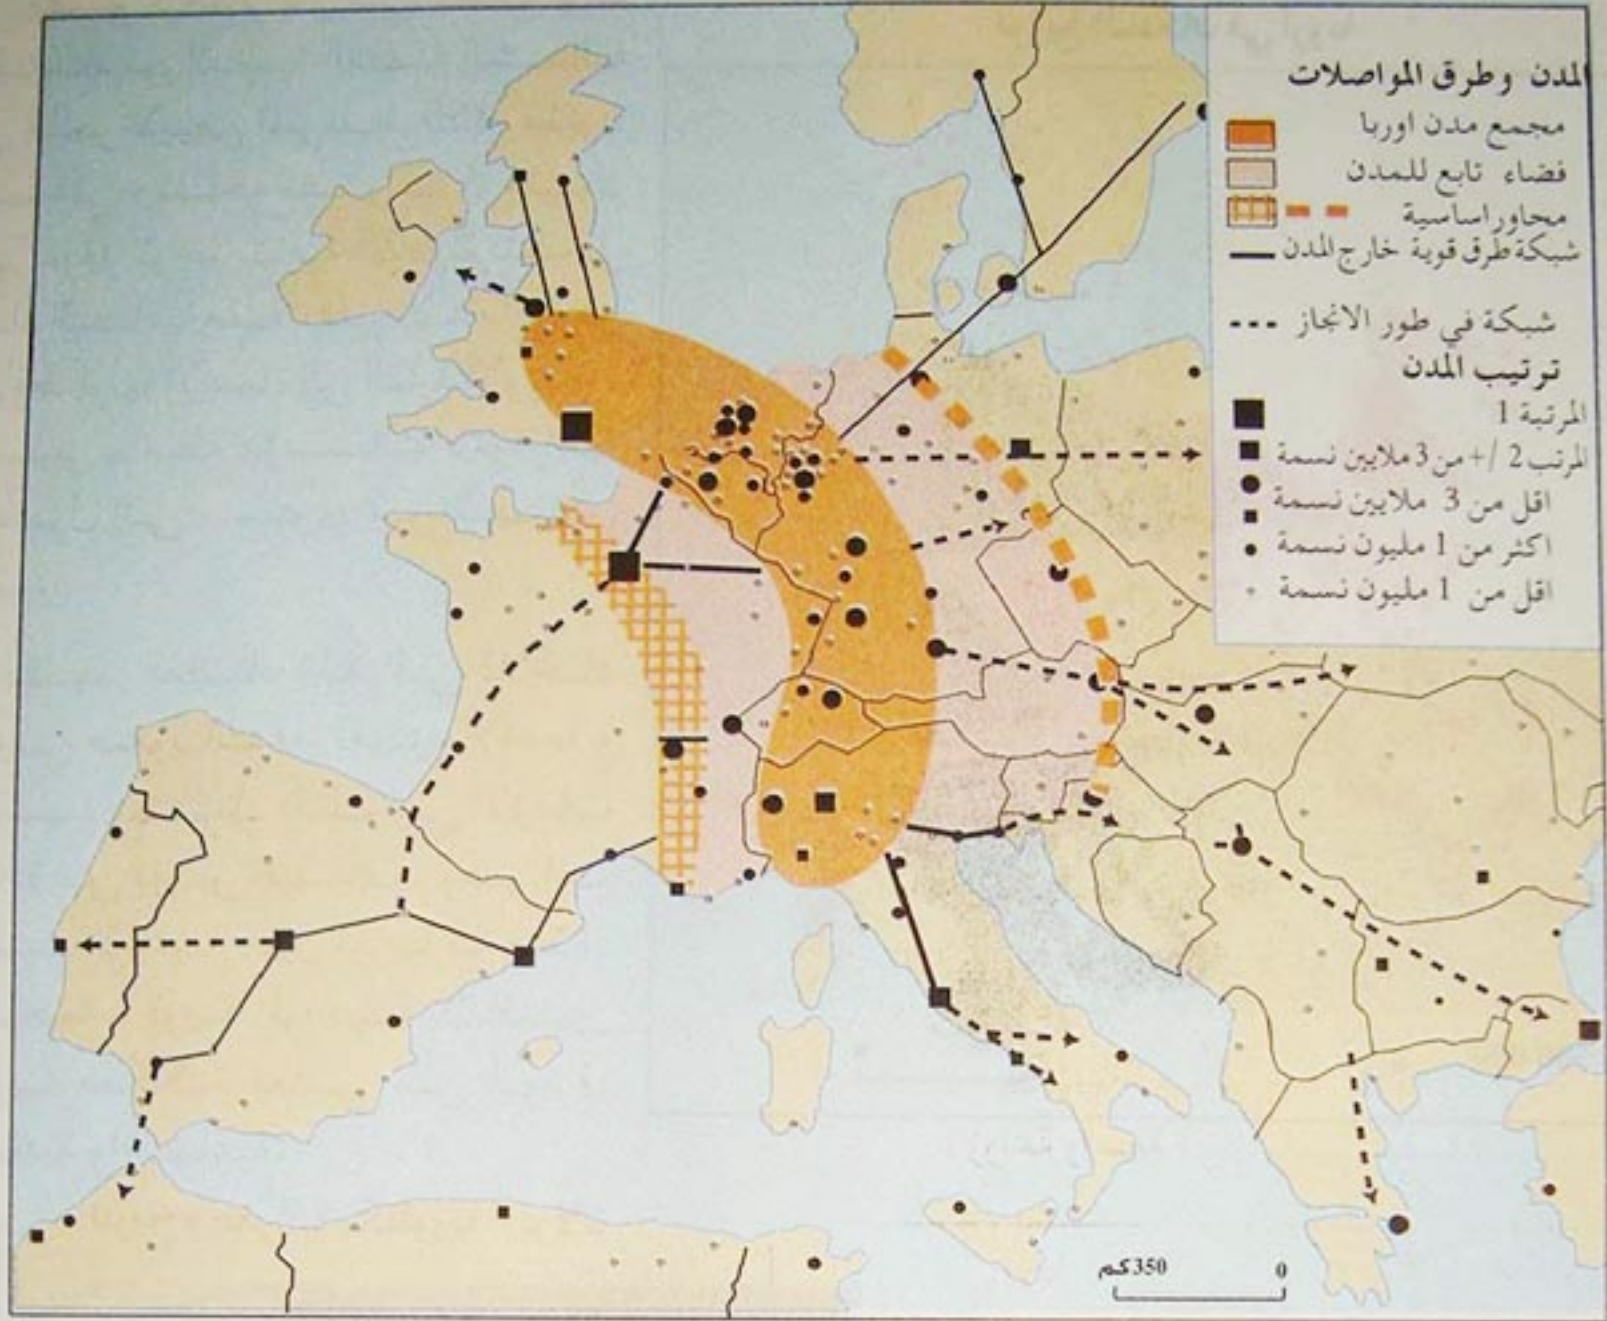 المدن وطرق المواصلات
مجمع مدن اوربا
فضاء تابع للمدن
محاور اساسية
شبكة طرق قوية خارج المدن
شبكة في طور الانجاز
ترتيب المدن
المرتبة 1
المرتب 2 /+ من 3 ملايين نسمة
اقل من 3 ملايين نسمة
اكثر من 1 مليون نسمة
اقل من 1 مليون نسمة
350كم 0